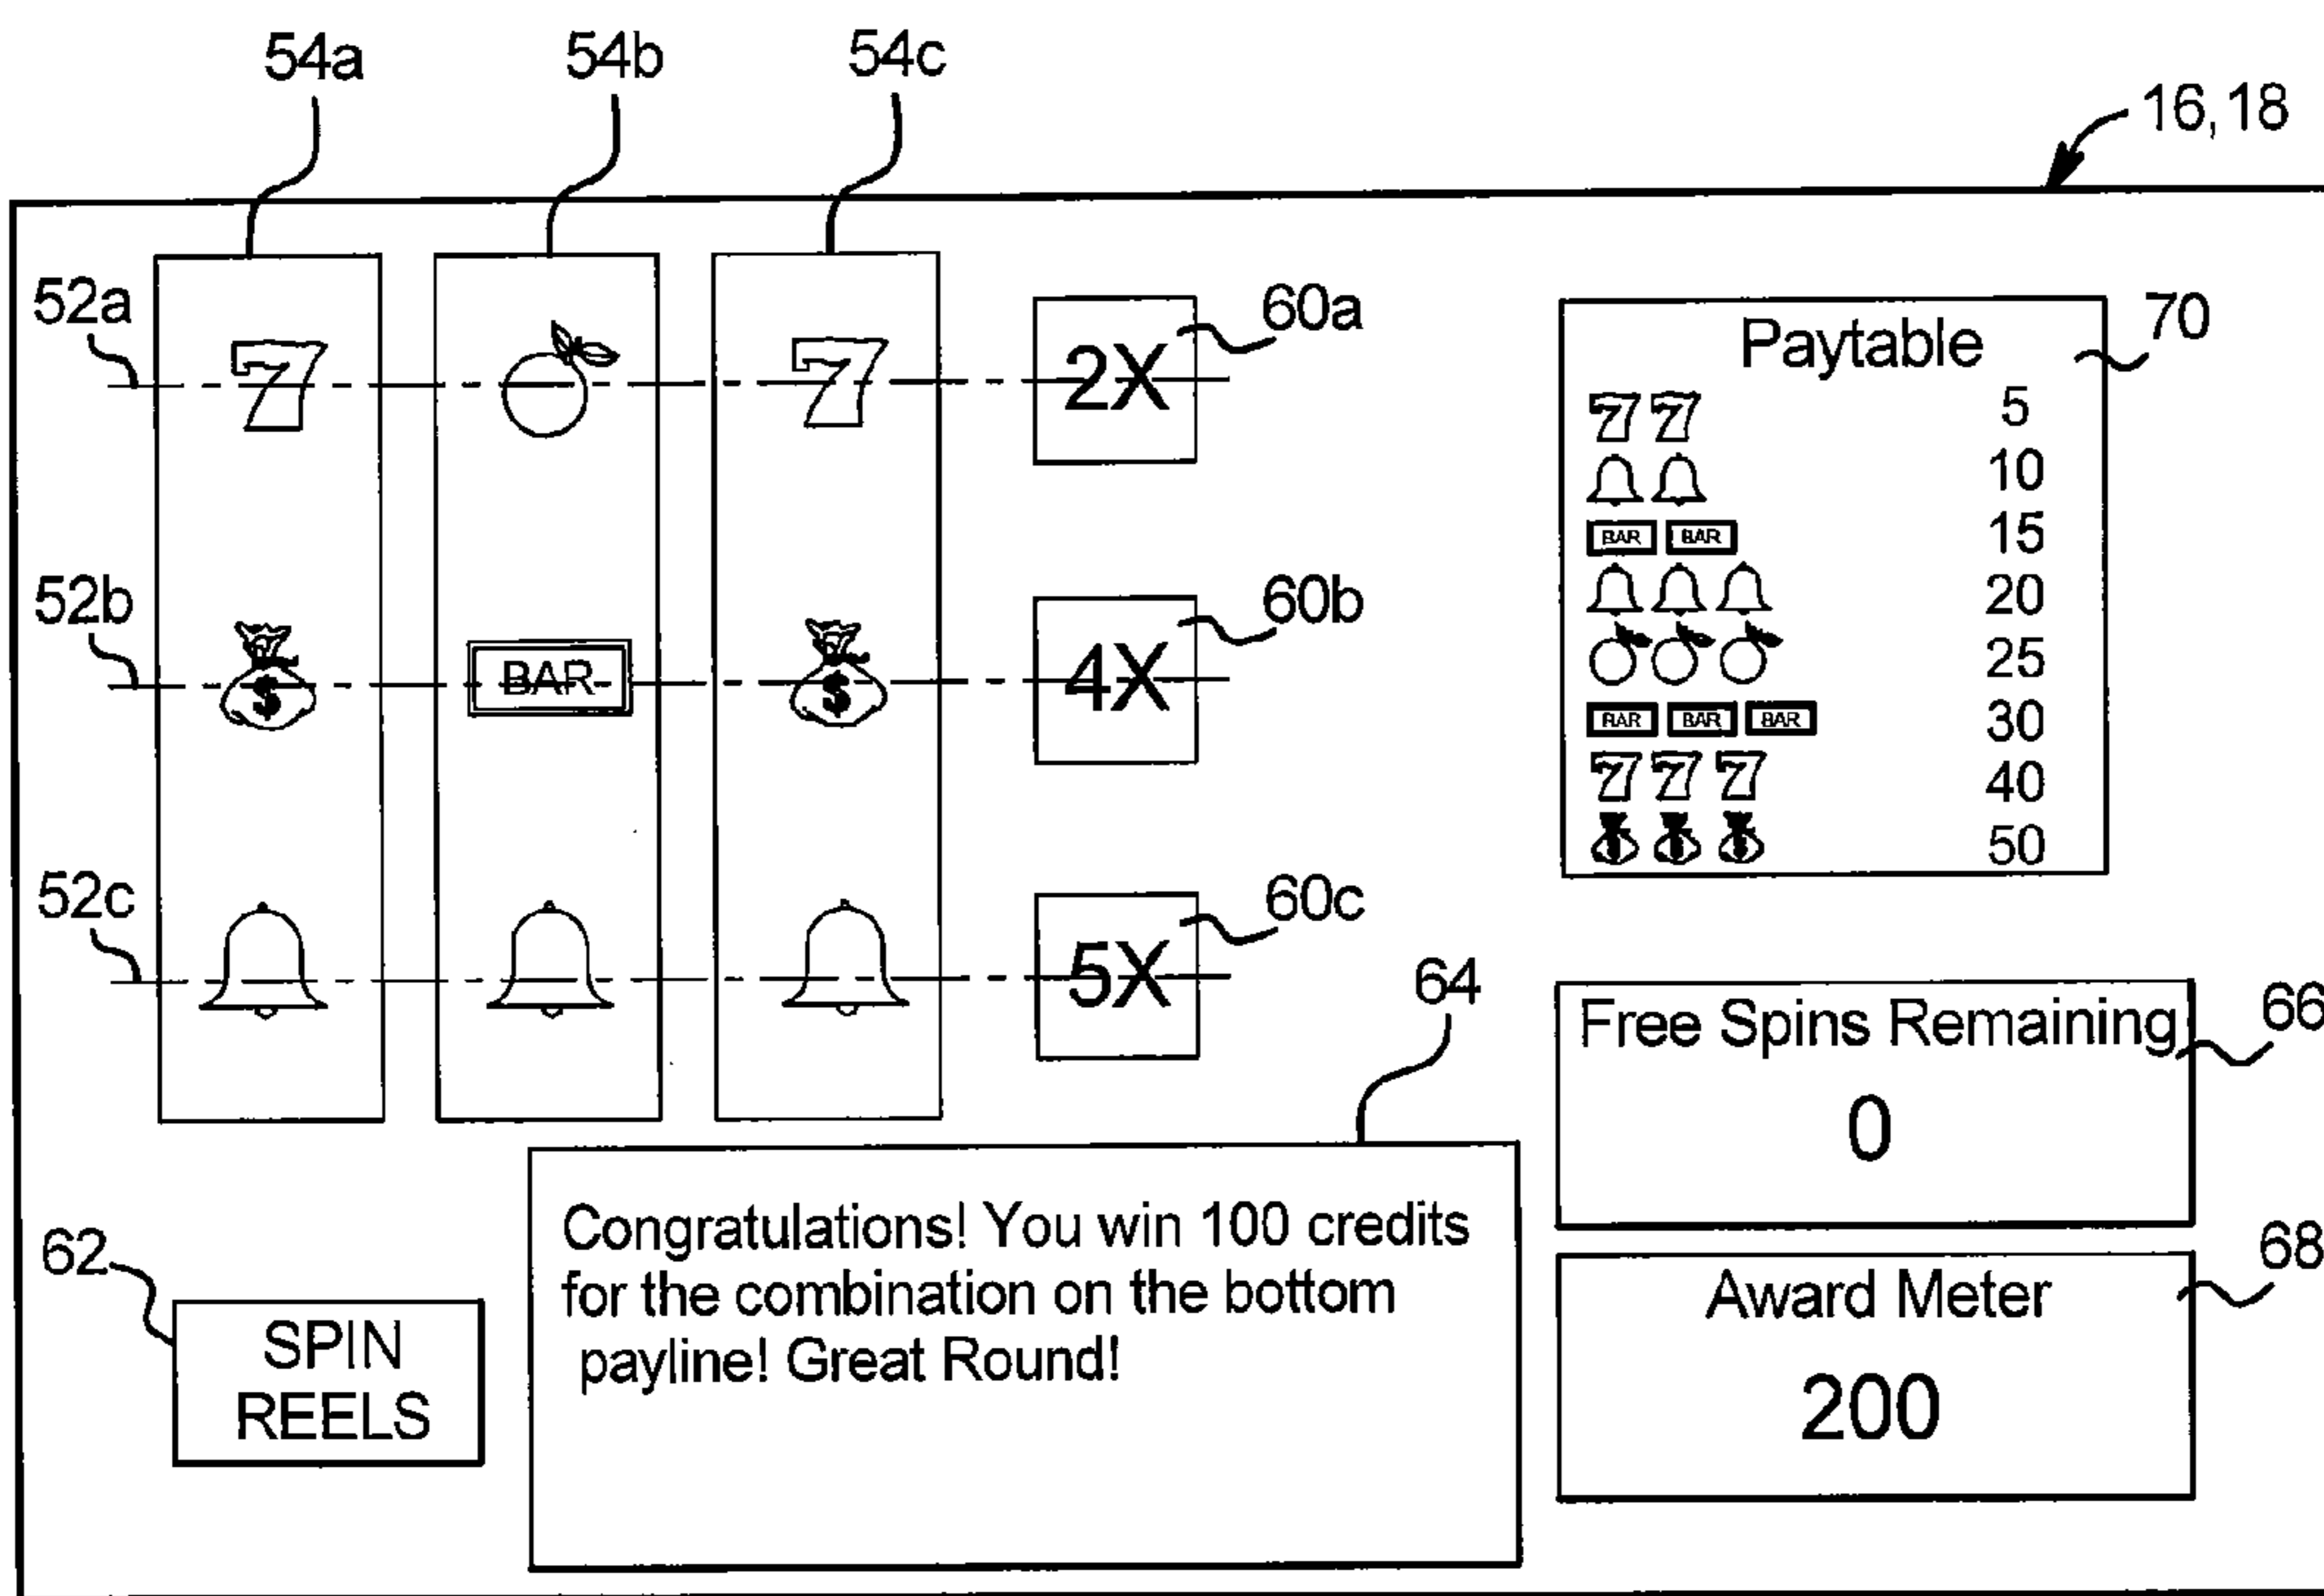 54a 54b 54c
16,18
52a 7 7 2X 60a
Paytable 70
77 5
10
BAR BAR 15
20
25
BAR BAR BAR 30
777 40
$ $ $ 50
52b $ BAR $ 4X 60b
52c 5X 60c
64
Free Spins Remaining 66
0
62
SPIN
REELS
Congratulations! You win 100 credits
for the combination on the bottom
payline! Great Round!
Award Meter 68
200